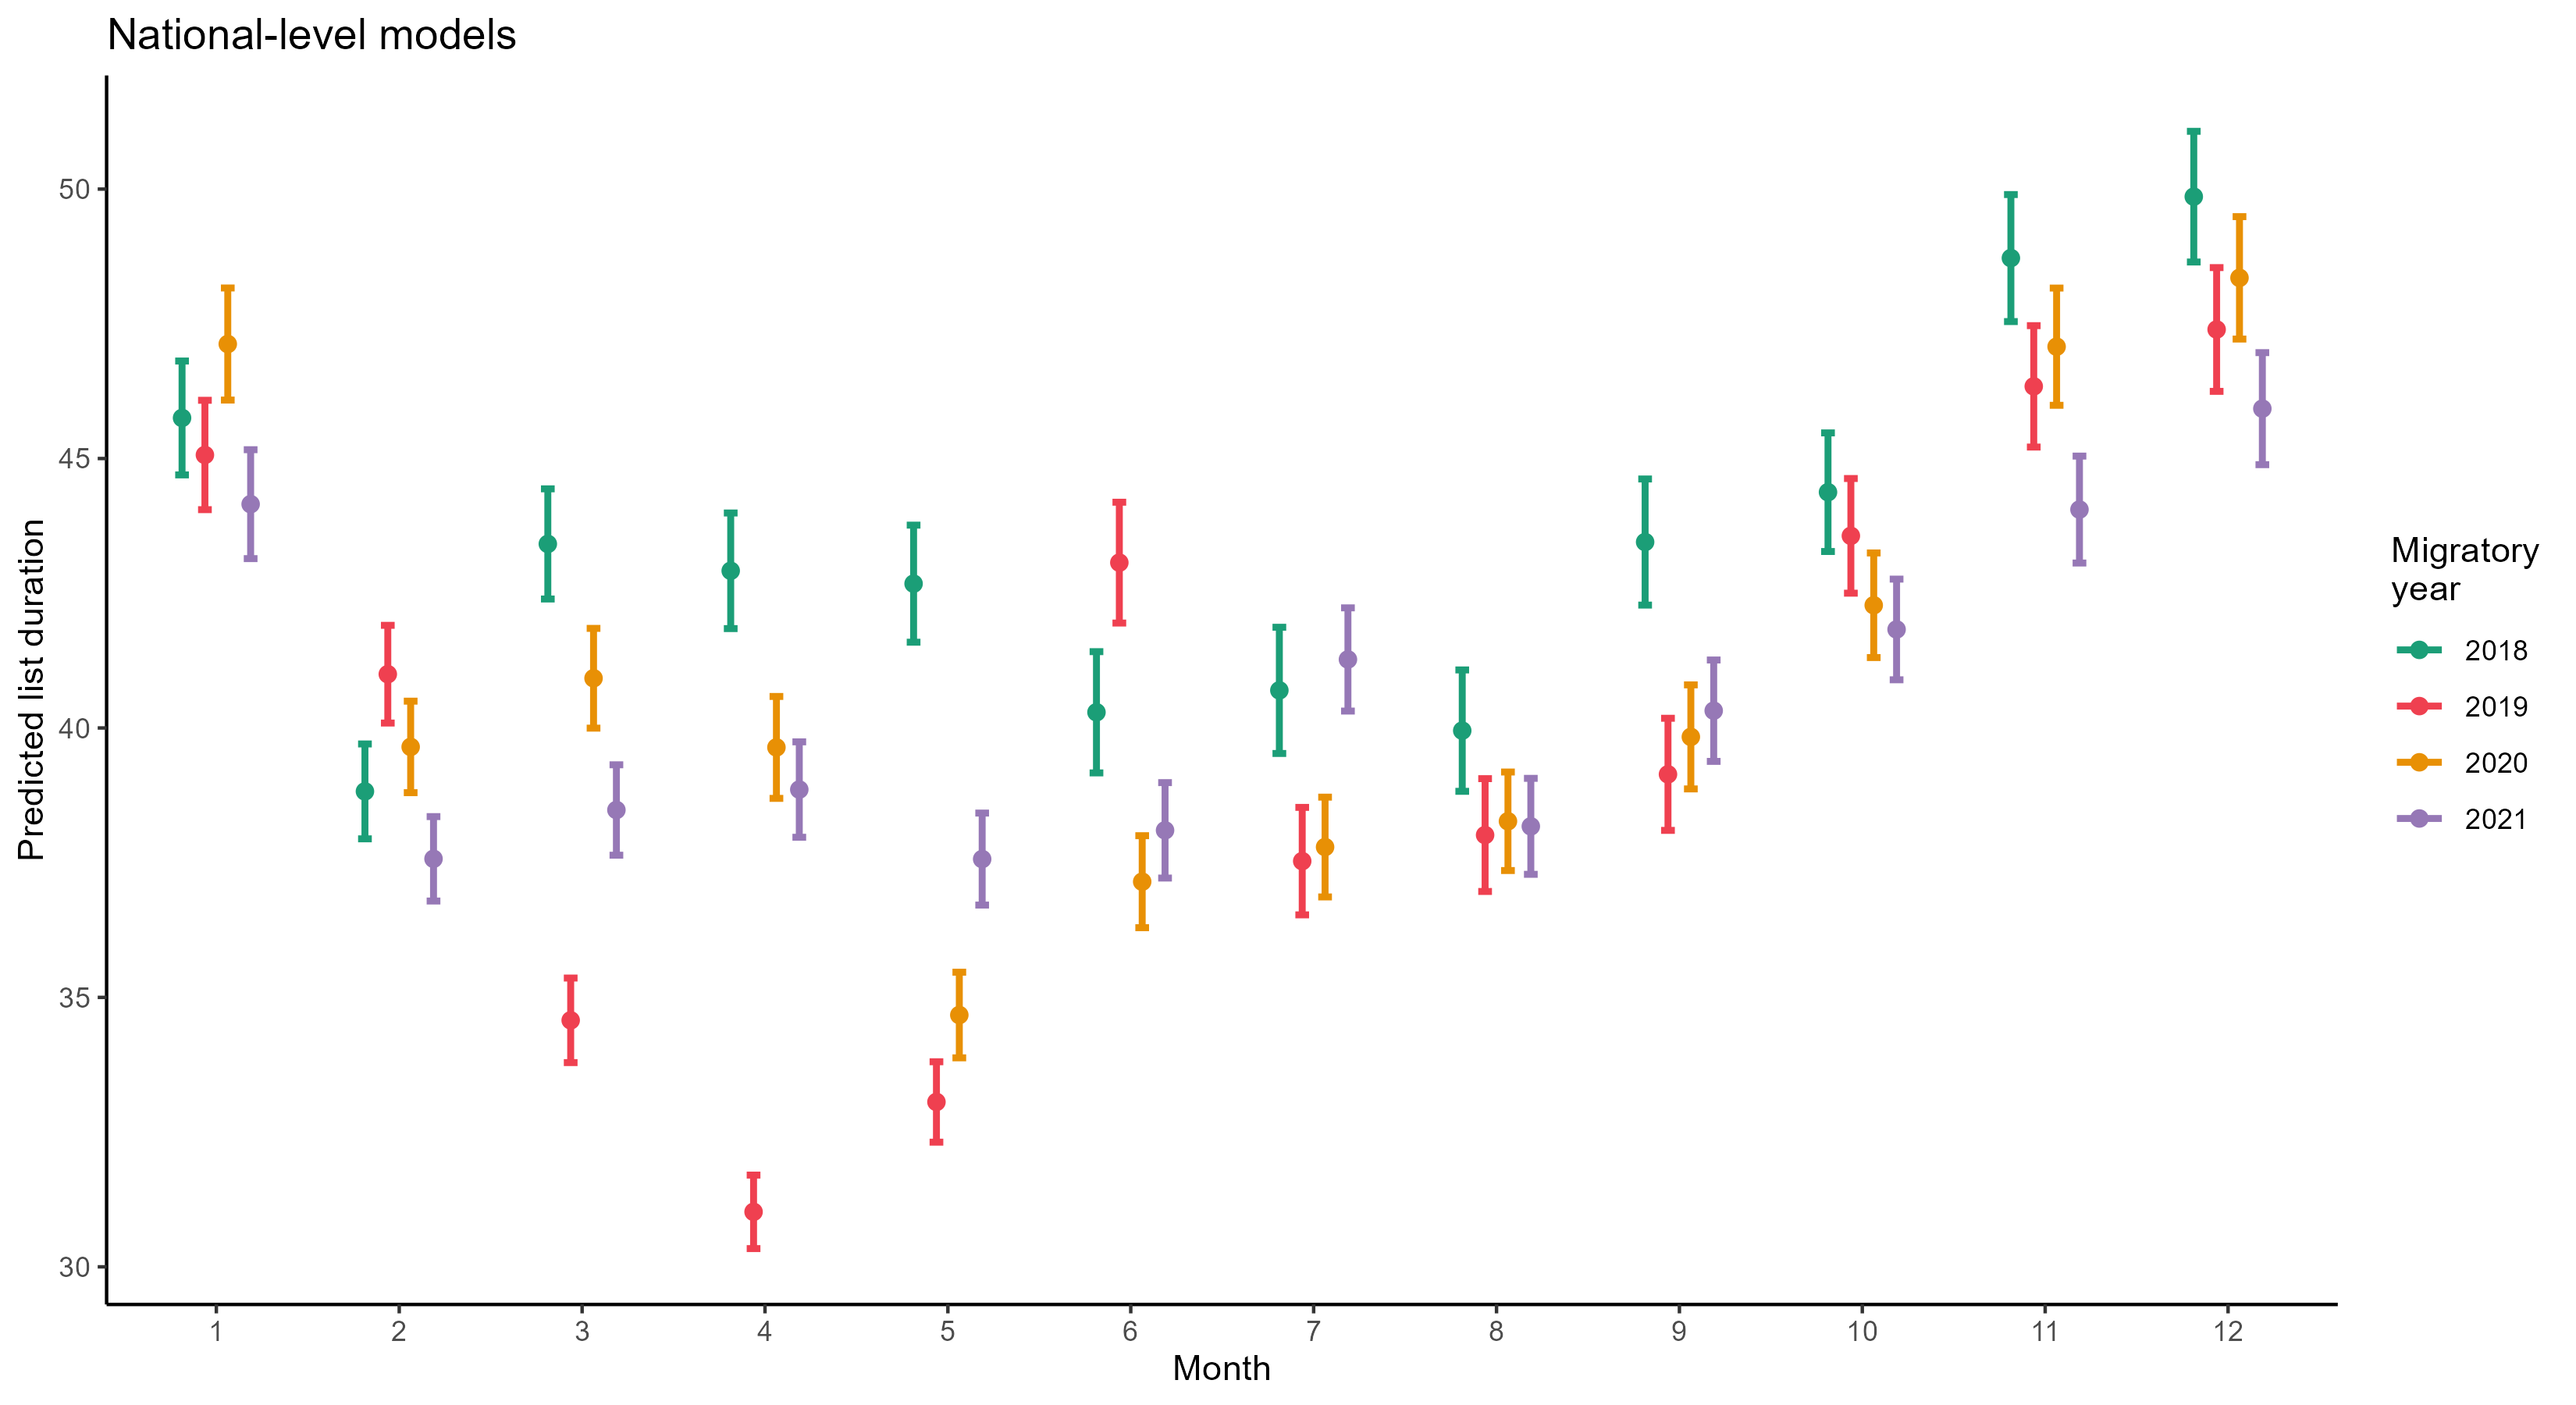 National-level models
50
45
40
35
30
Predicted list duration
1 2 3 4 5 6 7 8 9 10 11 12
Month
Migratory
year
2018
2019
2020
2021